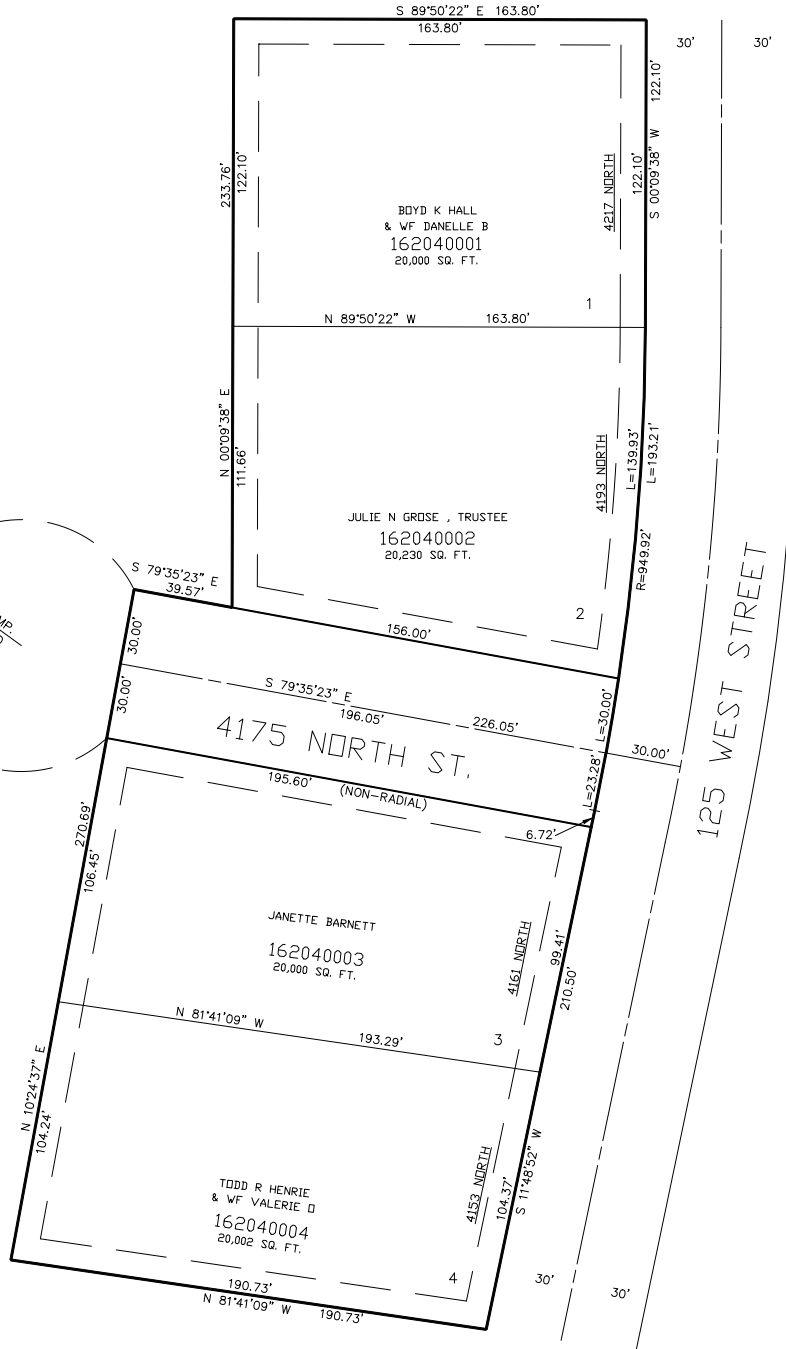 S 89°50'22" E 163.80'
163.80'
30'
30'
122.10'
S 00°09'38" W
122.10'
4217 NORTH
233.76'
122.10'
BOYD K HALL
& WF DANELLE B
162040001
20,000 SQ. FT.
1
N 89°50'22" W 163.80'
N 00°09'38" E
111.66'
4193 NORTH
L=139.93'
L=193.21'
R=949.92'
JULIE N GROSE , TRUSTEE
162040002
20,230 SQ. FT.
2
S 79°35'23" E
39.57'
156.00'
30.00'
30.00'
S 79°35'23" E
196.05'
226.05'
L=30.00'
30.00'
4175 NORTH ST.
L=23.28'
195.60' (NON-RADIAL)
6.72'
125 WEST STREET
270.69'
106.45'
JANETTE BARNETT
162040003
20,000 SQ. FT.
4161 NORTH
99.41'
210.50'
3
N 81°41'09" W 193.29'
N 10°24'37" E
104.24'
TODD R HENRIE
& WF VALERIE O
162040004
20,002 SQ. FT.
4153 NORTH
104.37'
S 11°48'52" W
4
190.73'
N 81°41'09" W 190.73'
30'
30'